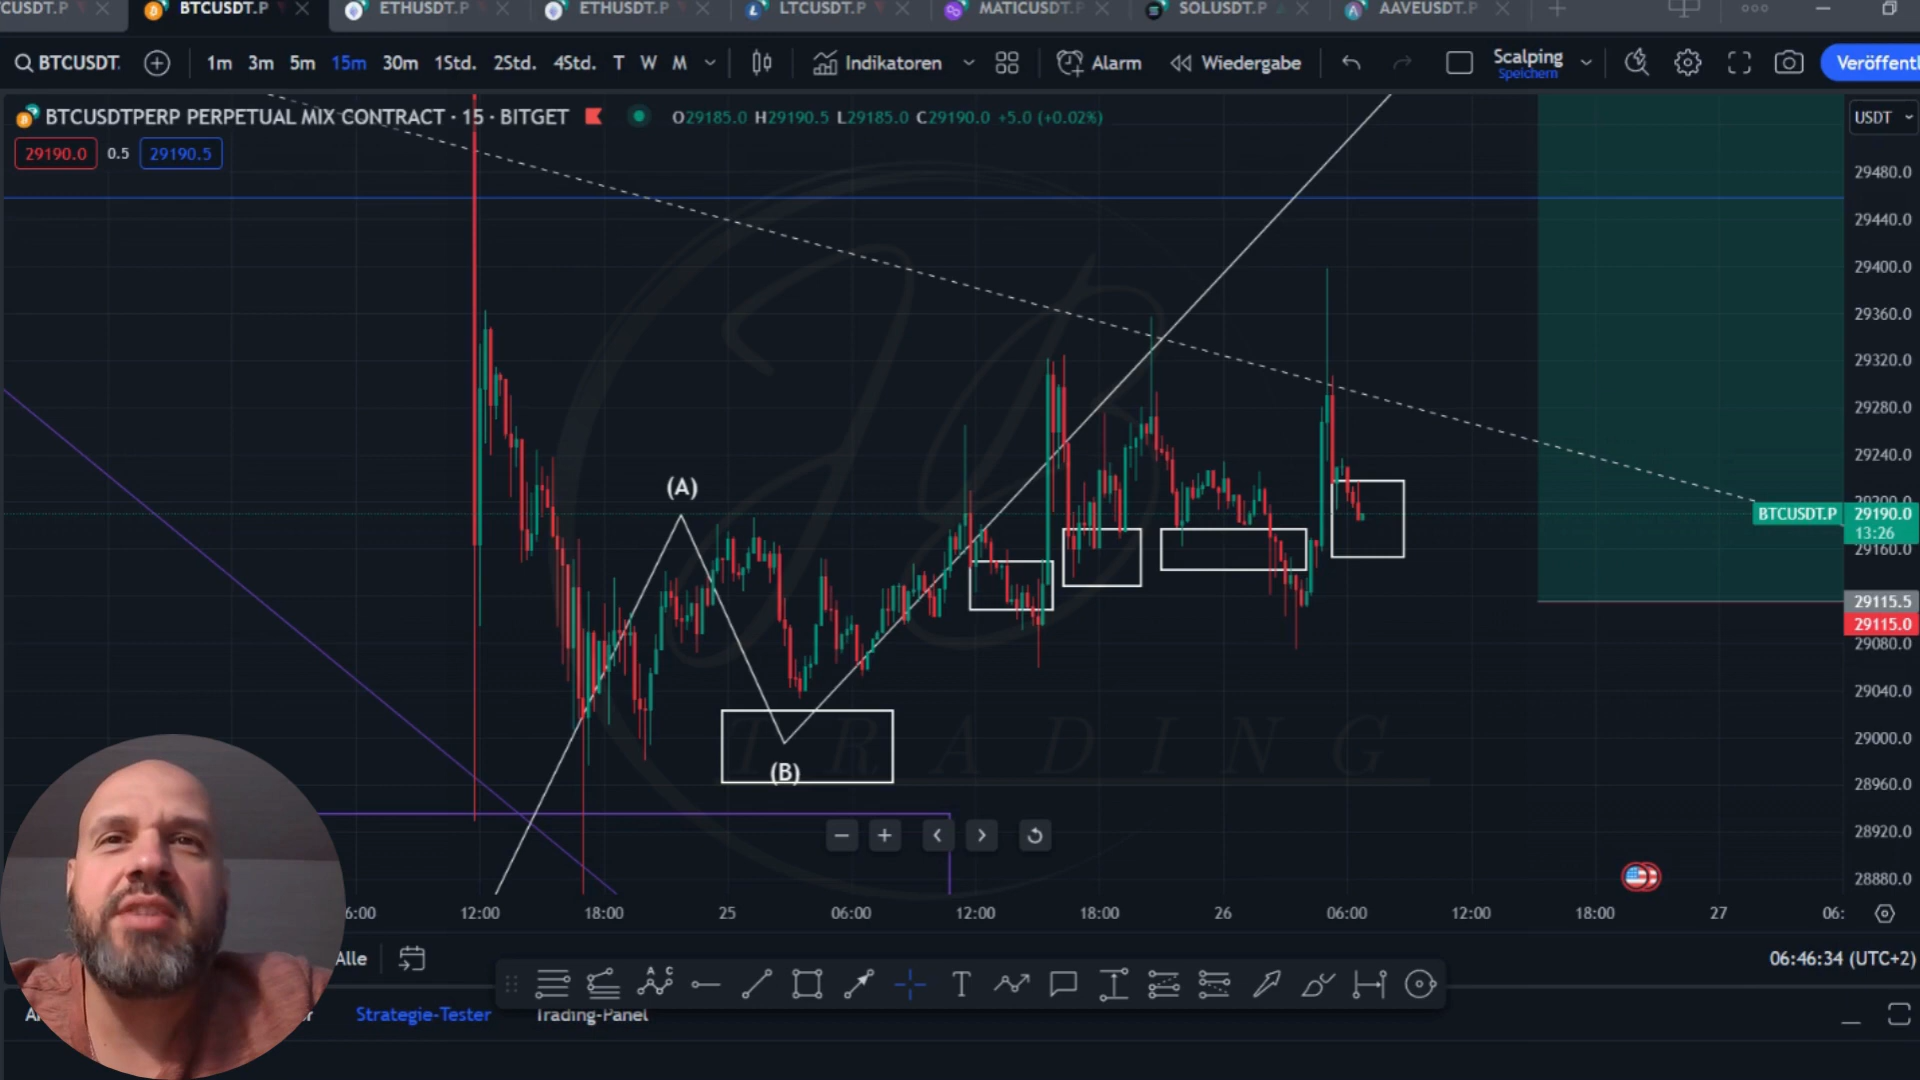 CUSDT.P BTCUSDT.P ETHUSDT.P ETHUSDT.P LTCUSDT.P MATICUSDT.P SOLUSDT.P AAVEUSDT.P
BTCUSDT. 1m 3m 5m 15m 30m 1Std. 2Std. 4Std. T W M Indikatoren Alarm Wiedergabe Scalping Veröffentl
Speichern
BTCUSDTPERP PERPETUAL MIX CONTRACT · 15 · BITGET O29185.0 H29190.5 L29185.0 C29190.0 +5.0 (+0.02%) USDT
29190.0 0.5 29190.5
29480.0
29440.0
29400.0
29360.0
29320.0
29280.0
29240.0
29200.0
BTCUSDT.P 29190.0
13:26
29160.0
29115.5
29115.0
29080.0
29040.0
29000.0
28960.0
28920.0
28880.0
(A)
(B)
JB
TRADING
6:00 12:00 18:00 25 06:00 12:00 18:00 26 06:00 12:00 18:00 27 06:
Alle 06:46:34 (UTC+2)
A C
B
T
Strategie-Tester Trading-Panel